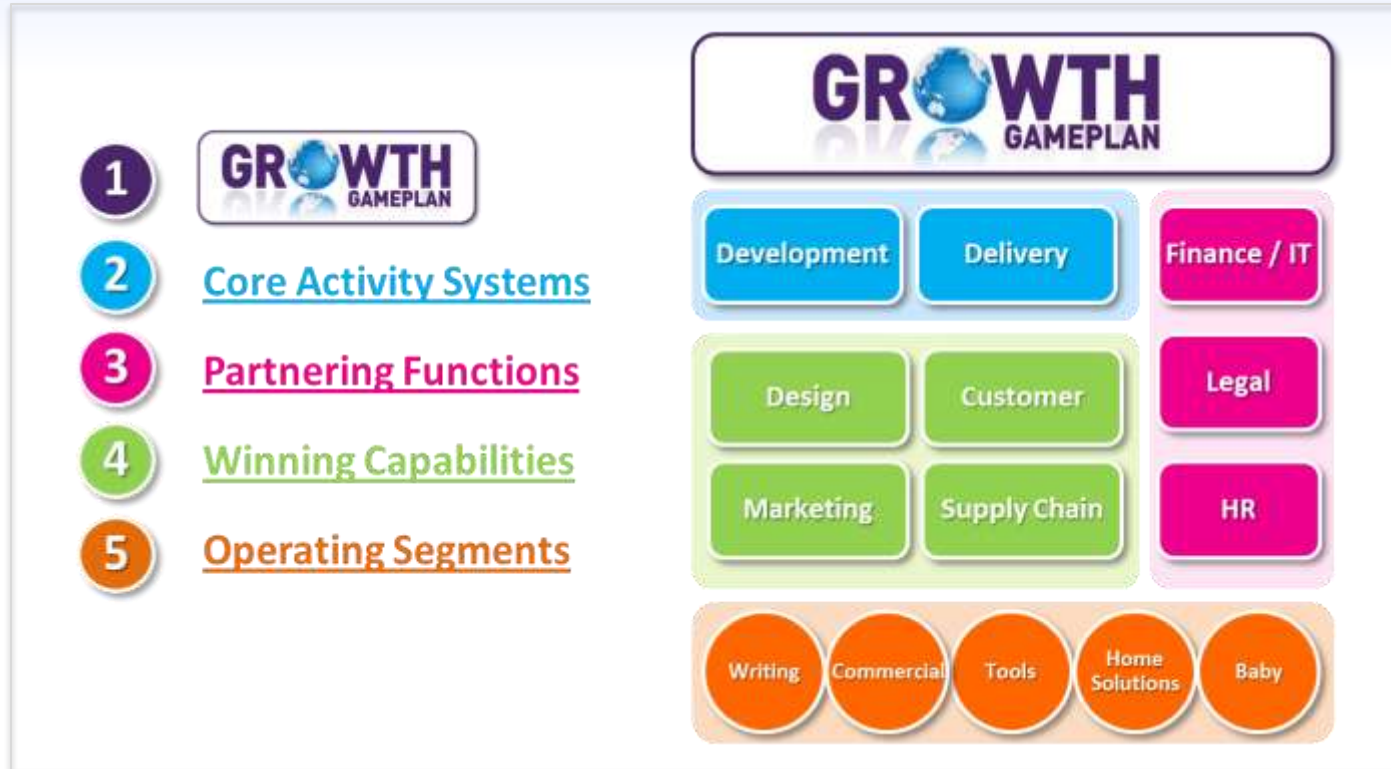 1
GROWTH
GAMEPLAN
2
Core Activity Systems
3
Partnering Functions
4
Winning Capabilities
5
Operating Segments
GROWTH
GAMEPLAN
Development
Delivery
Finance / IT
Design
Customer
Legal
Marketing
Supply Chain
HR
Writing
Commercial
Tools
Home
Solutions
Baby